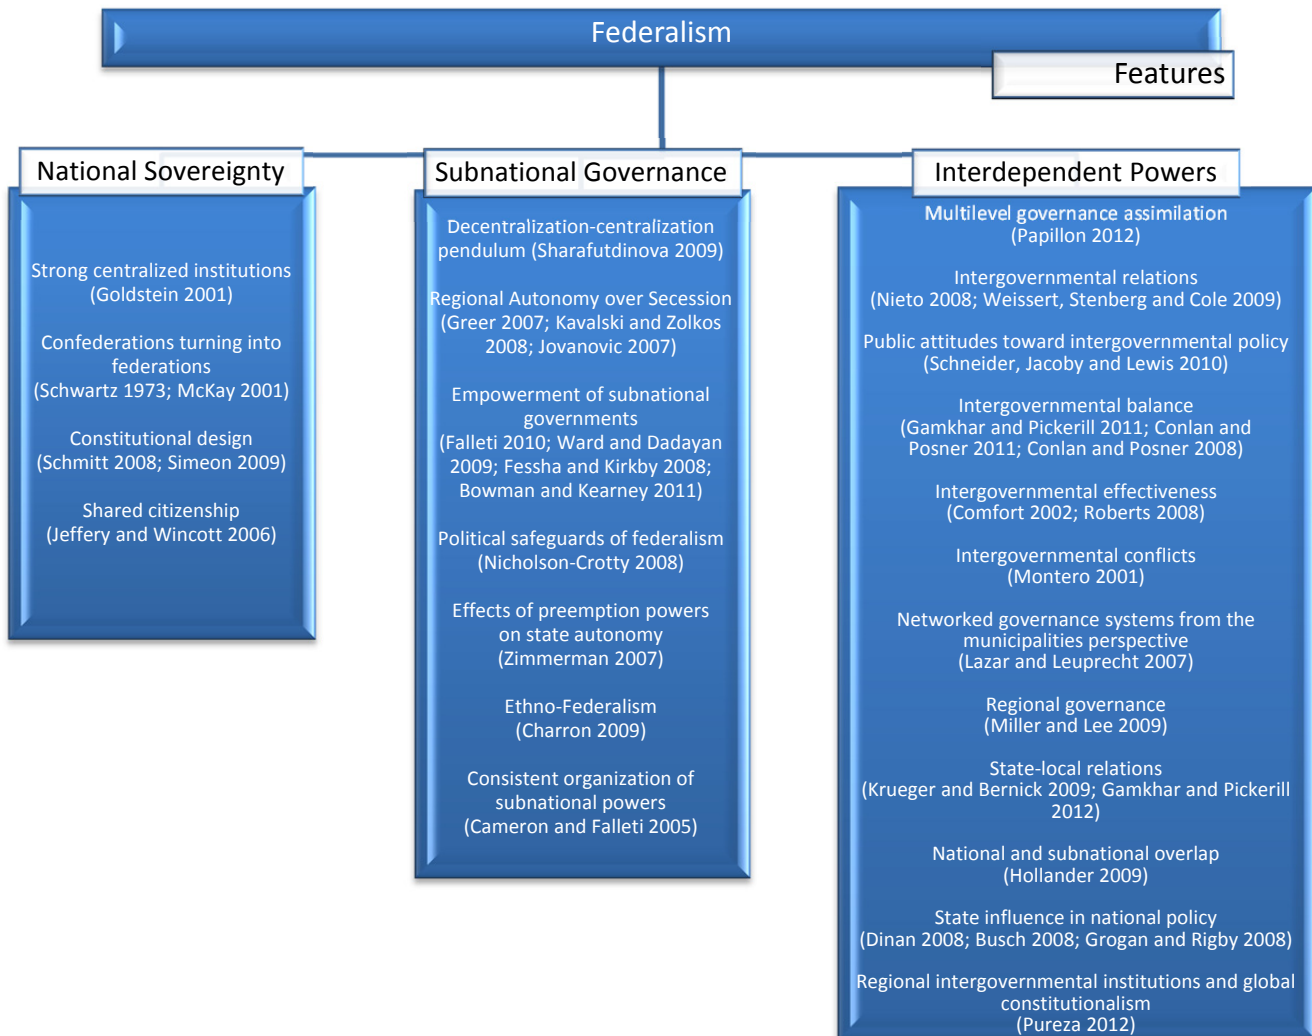 Federalism
Features
National Sovereignty
Strong centralized institutions
(Goldstein 2001)
Confederations turning into
federations
(Schwartz 1973; McKay 2001)
Constitutional design
(Schmitt 2008; Simeon 2009)
Shared citizenship
(Jeffery and Wincott 2006)
Subnational Governance
Decentralization-centralization
pendulum (Sharafutdinova 2009)
Regional Autonomy over Secession
(Greer 2007; Kavalski and Zolkos
2008; Jovanovic 2007)
Empowerment of subnational
governments
(Falleti 2010; Ward and Dadayan
2009; Fessha and Kirkby 2008;
Bowman and Kearney 2011)
Political safeguards of federalism
(Nicholson-Crotty 2008)
Effects of preemption powers
on state autonomy
(Zimmerman 2007)
Ethno-Federalism
(Charron 2009)
Consistent organization of
subnational powers
(Cameron and Falleti 2005)
Interdependent Powers
Multilevel governance assimilation
(Papillon 2012)
Intergovernmental relations
(Nieto 2008; Weissert, Stenberg and Cole 2009)
Public attitudes toward intergovernmental policy
(Schneider, Jacoby and Lewis 2010)
Intergovernmental balance
(Gamkhar and Pickerill 2011; Conlan and
Posner 2011; Conlan and Posner 2008)
Intergovernmental effectiveness
(Comfort 2002; Roberts 2008)
Intergovernmental conflicts
(Montero 2001)
Networked governance systems from the
municipalities perspective
(Lazar and Leuprecht 2007)
Regional governance
(Miller and Lee 2009)
State-local relations
(Krueger and Bernick 2009; Gamkhar and Pickerill
2012)
National and subnational overlap
(Hollander 2009)
State influence in national policy
(Dinan 2008; Busch 2008; Grogan and Rigby 2008)
Regional intergovernmental institutions and global
constitutionalism
(Pureza 2012)